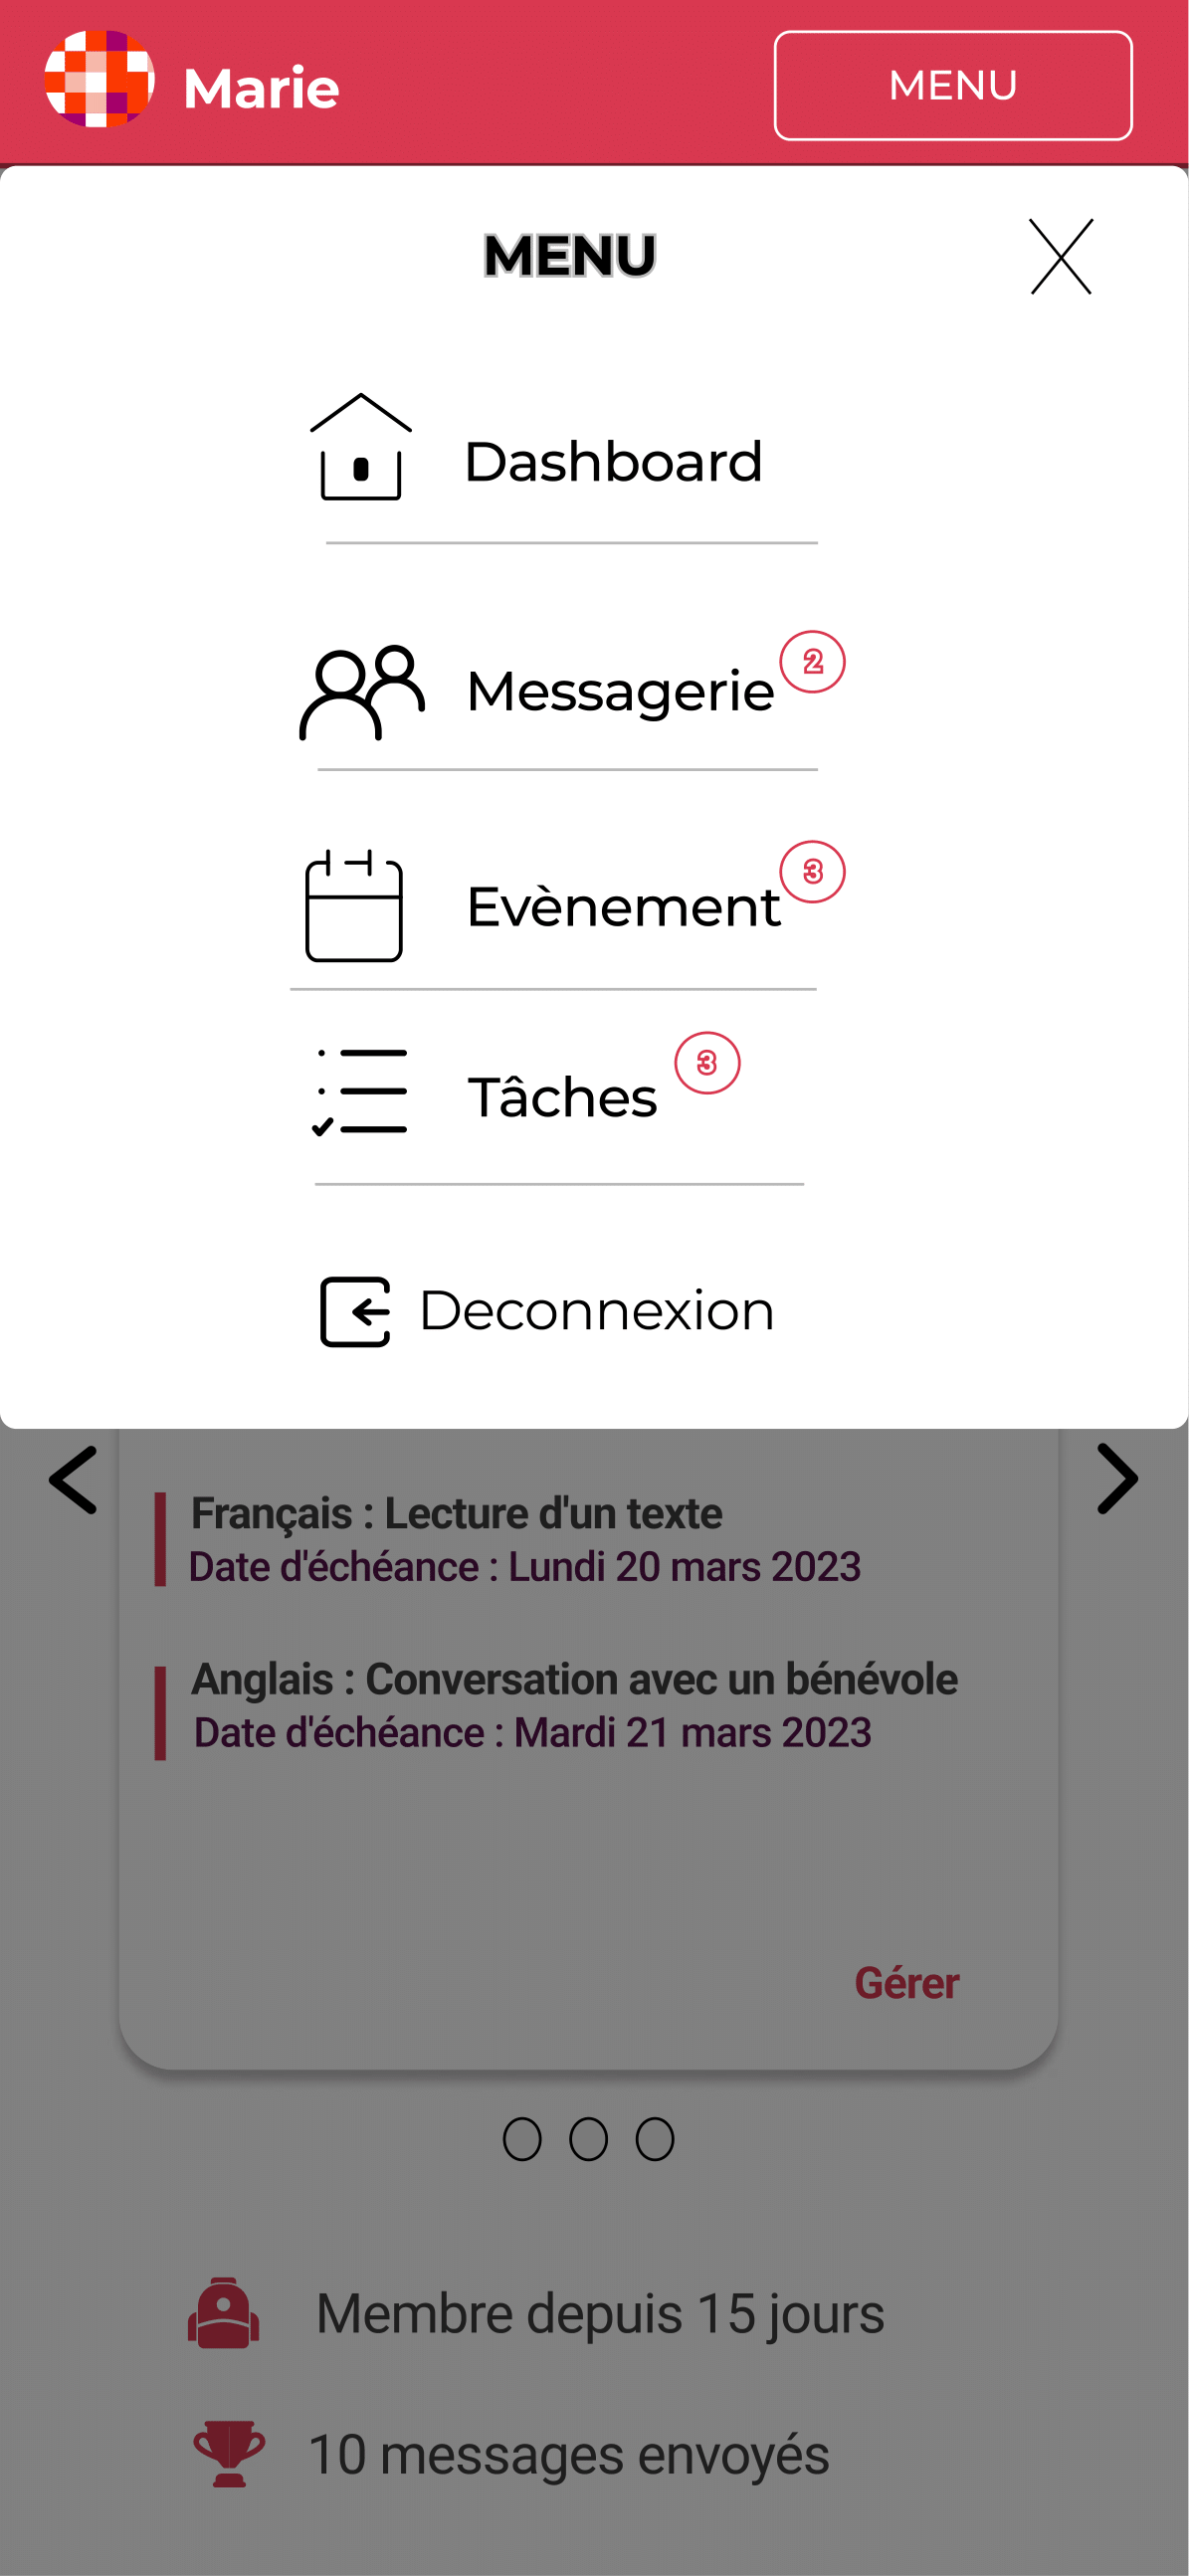 Marie
MENU
MENU
Dashboard
Messagerie 2
Evènement 3
Tâches 3
Deconnexion
Français : Lecture d'un texte
Date d'échéance : Lundi 20 mars 2023
Anglais : Conversation avec un bénévole
Date d'échéance : Mardi 21 mars 2023
Gérer
Membre depuis 15 jours
10 messages envoyés